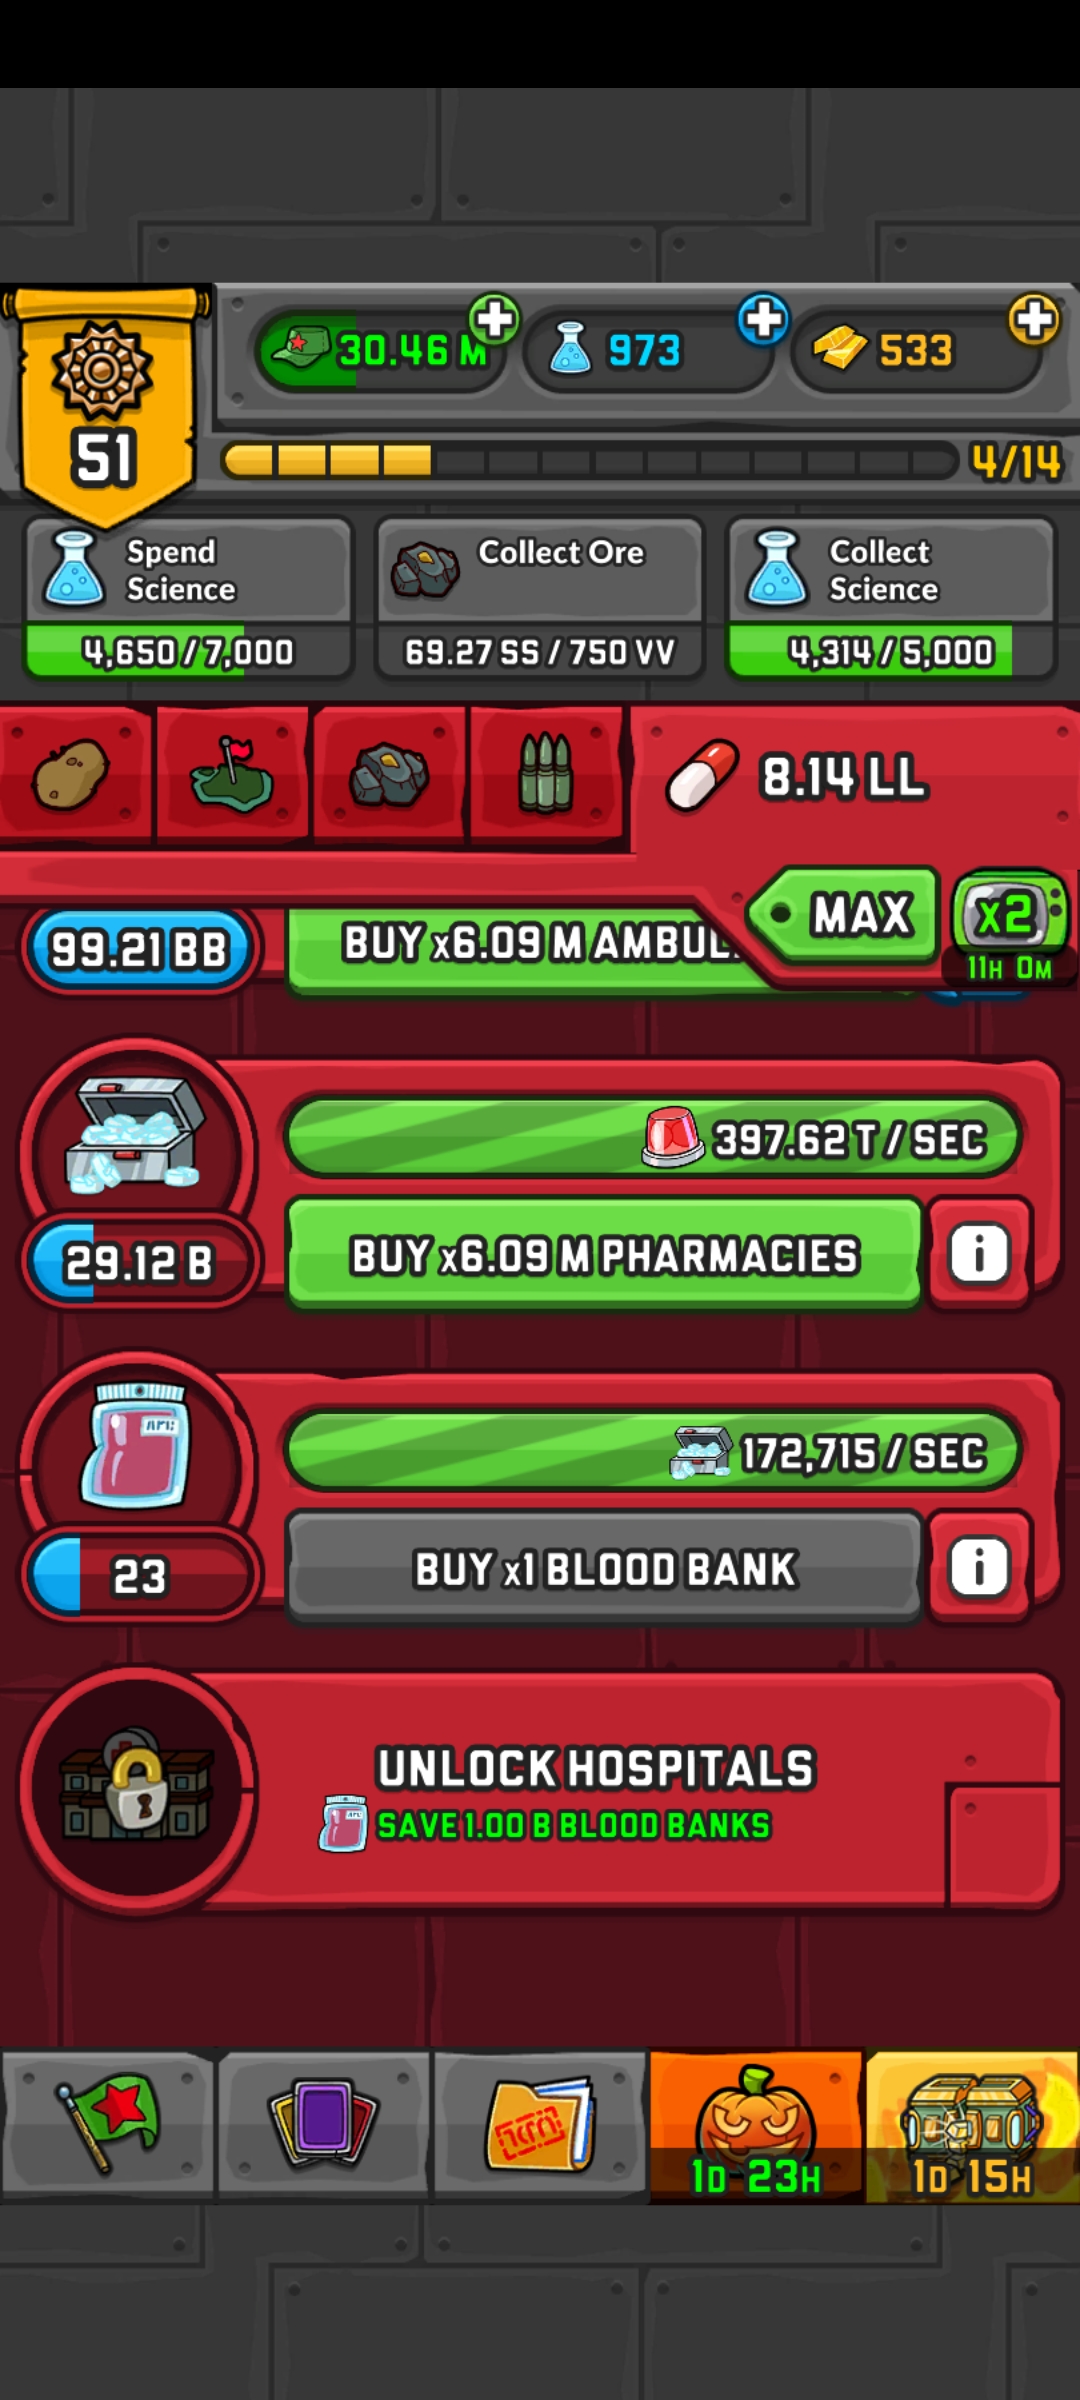 30.46 M
973
533
51
4/14
Spend
Science
4,650/7,000
Collect Ore
69.27 SS/750 VV
Collect
Science
4,314/5,000
8.14 LL
MAX
x2
11H 0M
99.21 BB
BUY x6.09 M AMBUL.
397.62 T/SEC
29.12 B
BUY x6.09 M PHARMACIES
i
172,715/SEC
23
BUY x1 BLOOD BANK
i
UNLOCK HOSPITALS
SAVE 1.00 B BLOOD BANKS
1D 23H
1D 15H